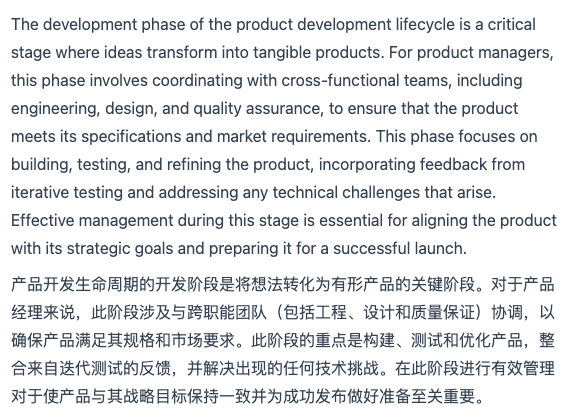 The development phase of the product development lifecycle is a critical
stage where ideas transform into tangible products. For product managers,
this phase involves coordinating with cross-functional teams, including
engineering, design, and quality assurance, to ensure that the product
meets its specifications and market requirements. This phase focuses on
building, testing, and refining the product, incorporating feedback from
iterative testing and addressing any technical challenges that arise.
Effective management during this stage is essential for aligning the product
with its strategic goals and preparing it for a successful launch.
产品开发生命周期的开发阶段是将想法转化为有形产品的关键阶段。对于产品
经理来说，此阶段涉及与跨职能团队（包括工程、设计和质量保证）协调，以
确保产品满足其规格和市场要求。此阶段的重点是构建、测试和优化产品，整
合来自迭代测试的反馈，并解决出现的任何技术挑战。在此阶段进行有效管理
对于使产品与其战略目标保持一致并为成功发布做好准备至关重要。